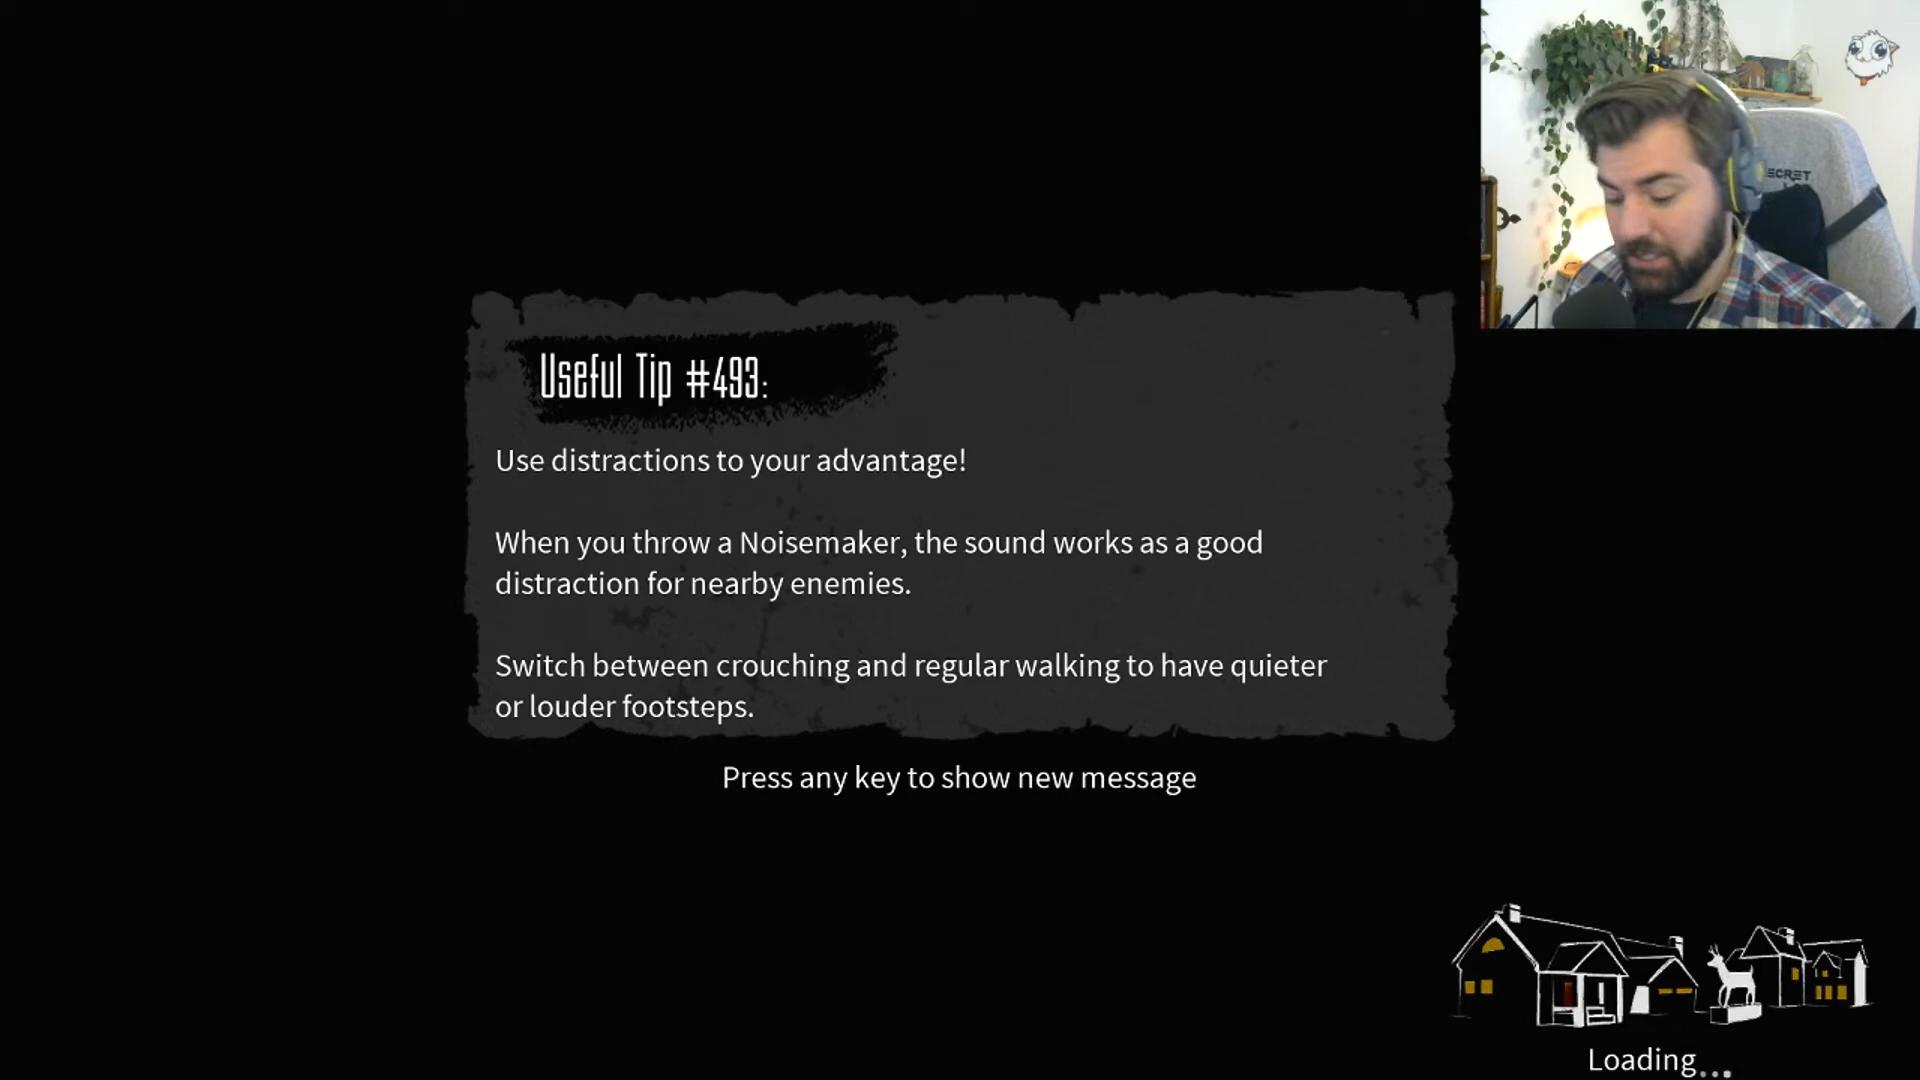 ECRET
Useful Tip #493:
Use distractions to your advantage!
When you throw a Noisemaker, the sound works as a good
distraction for nearby enemies.
Switch between crouching and regular walking to have quieter
or louder footsteps.
Press any key to show new message
Loading...